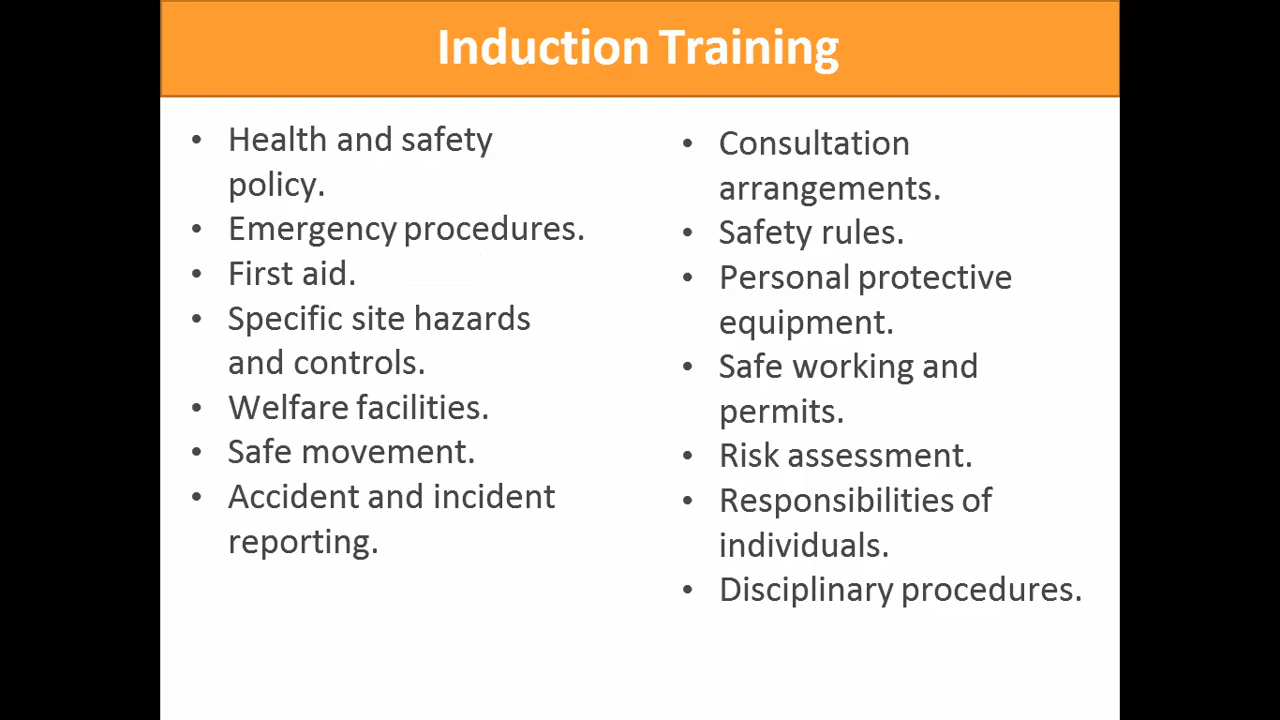 Induction Training
• Health and safety
policy.
• Emergency procedures.
• First aid.
• Specific site hazards
and controls.
• Welfare facilities.
• Safe movement.
• Accident and incident
reporting.
• Consultation
arrangements.
• Safety rules.
• Personal protective
equipment.
• Safe working and
permits.
• Risk assessment.
• Responsibilities of
individuals.
• Disciplinary procedures.